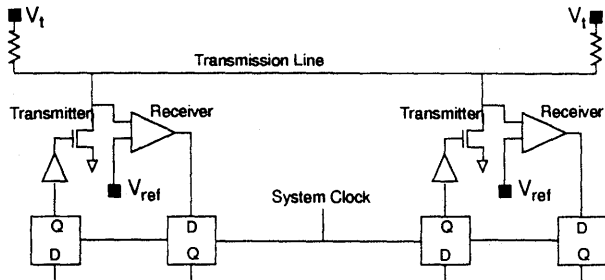 Vt
Vt
Transmission Line
Transmitter
Receiver
Transmitter
Receiver
Vref
System Clock
Vref
Q
D
D
Q
Q
D
D
Q